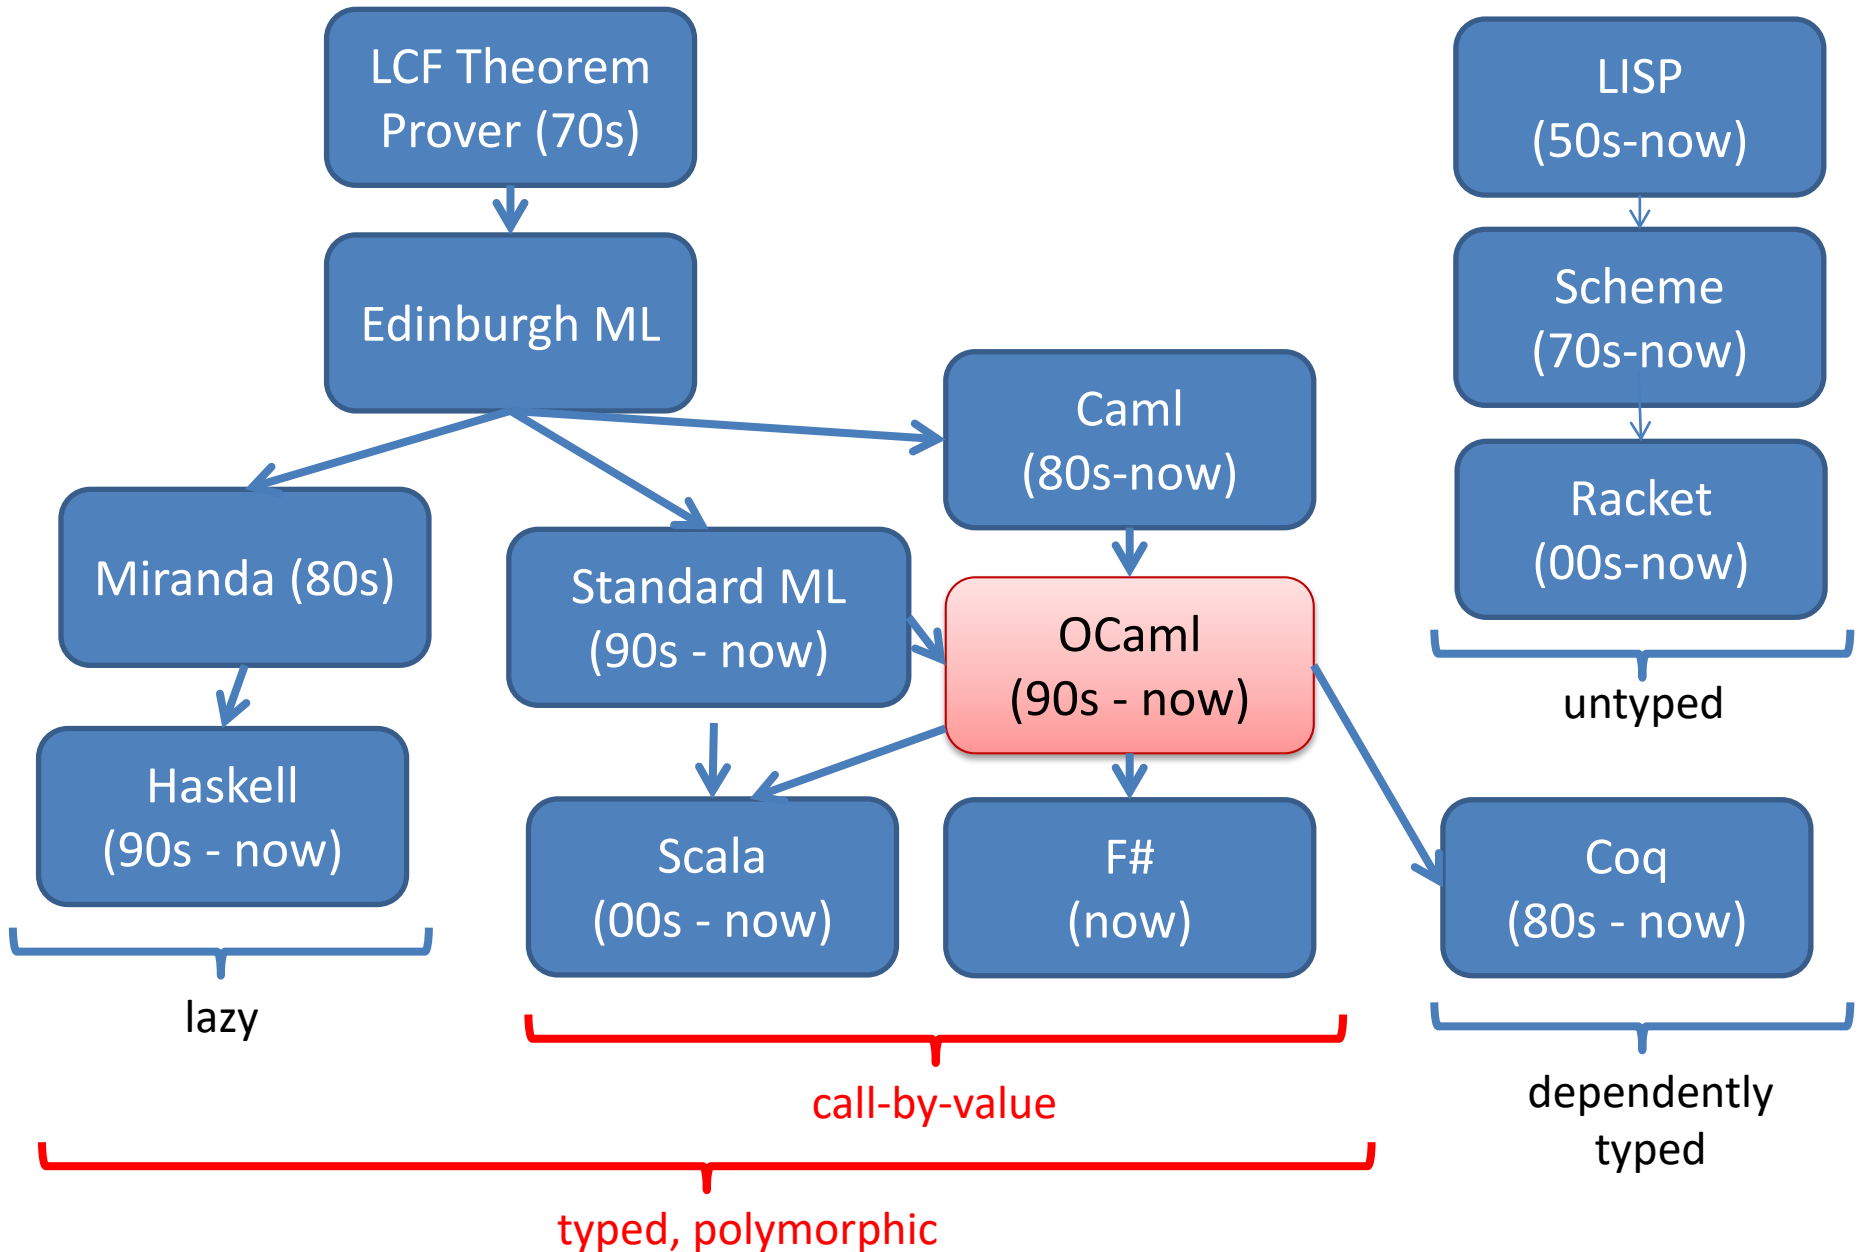 LCF Theorem
Prover (70s)
LISP
(50s-now)
Edinburgh ML
Scheme
(70s-now)
Caml
(80s-now)
Racket
(00s-now)
Miranda (80s)
Standard ML
(90s - now)
OCaml
(90s - now)
untyped
Haskell
(90s - now)
Scala
(00s - now)
F#
(now)
Coq
(80s - now)
lazy
call-by-value
dependently
typed
typed, polymorphic